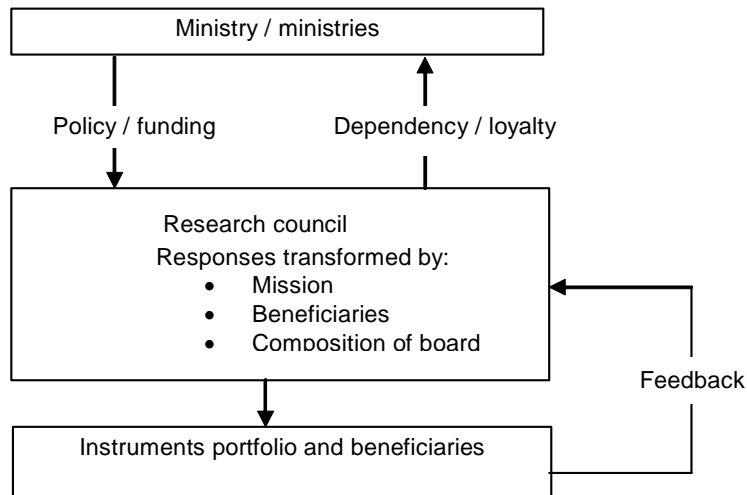 Ministry / ministries
Policy / funding
Dependency / loyalty
Research council
Responses transformed by:
• Mission
• Beneficiaries
• Composition of board
Feedback
Instruments portfolio and beneficiaries